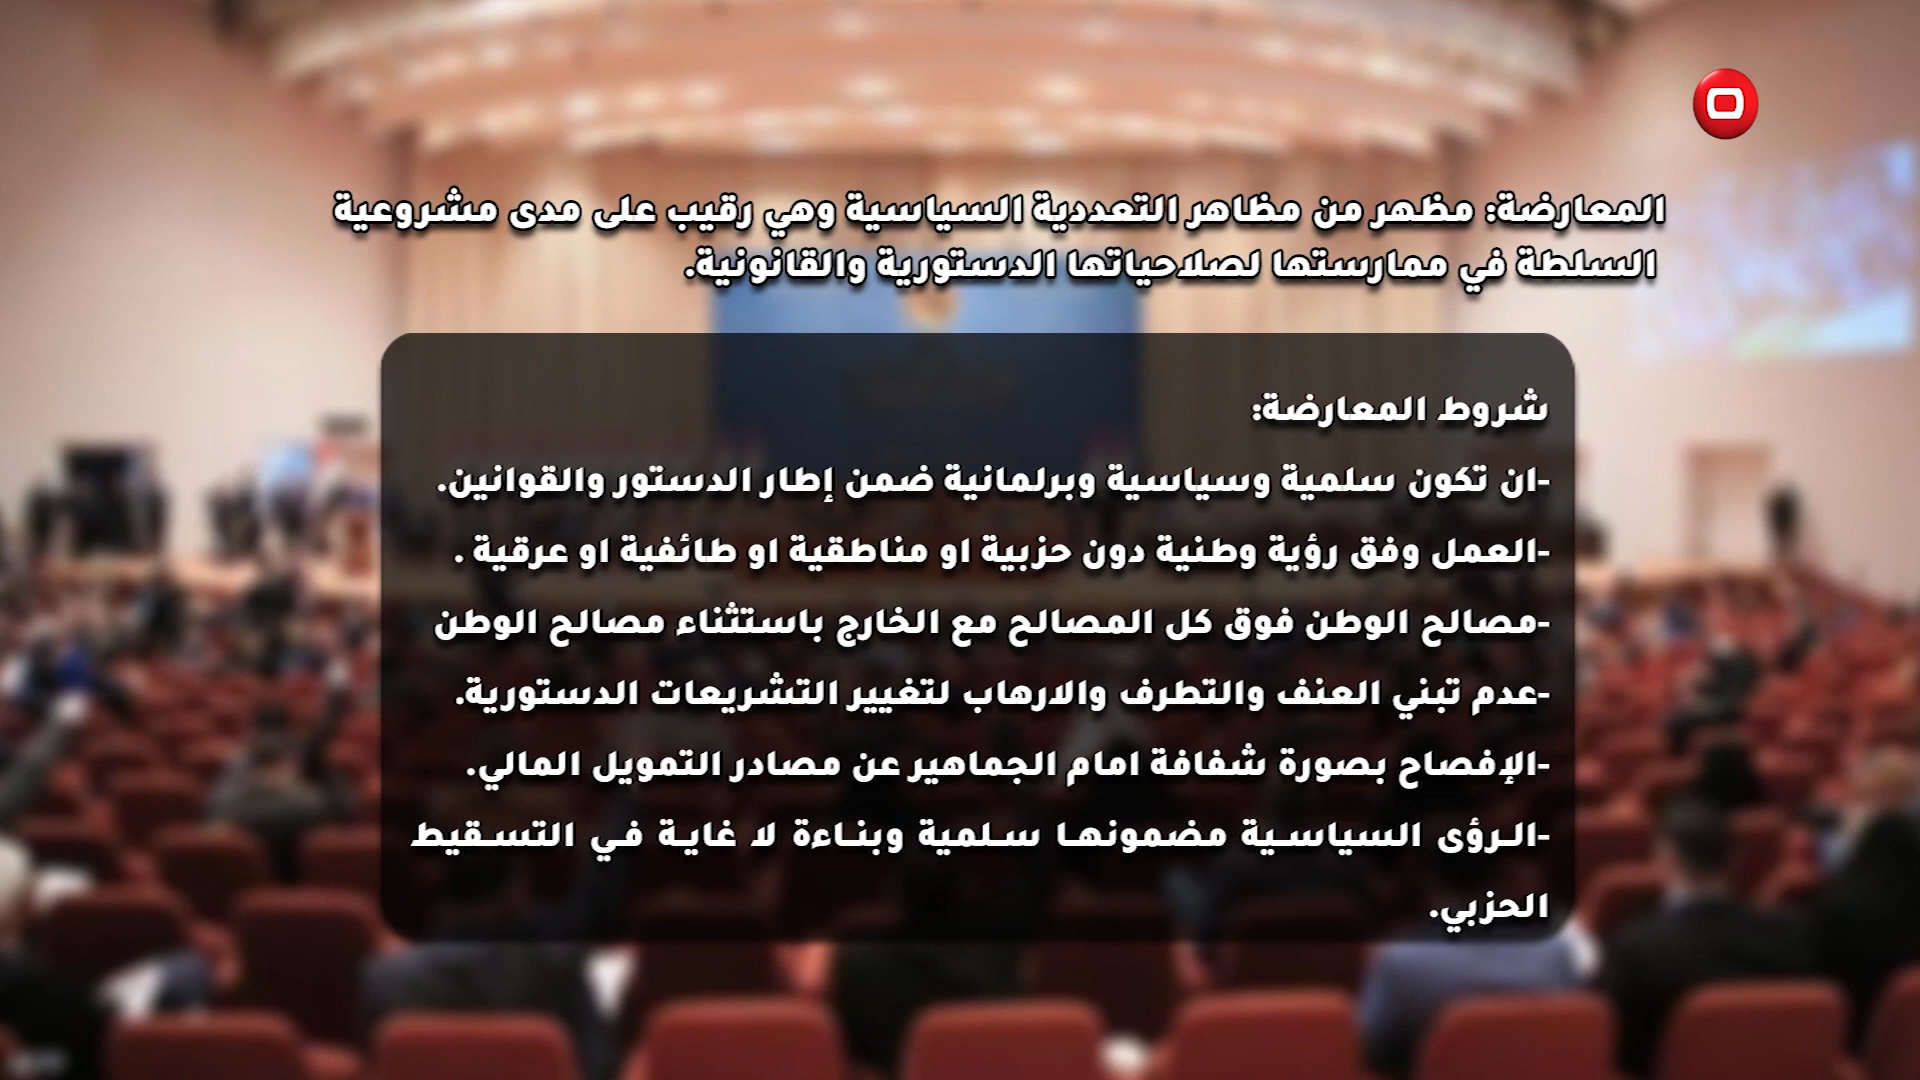 المعارضة: مظهر من مظاهر التعددية السياسية وهي رقيب على مدى مشروعية
السلطة في ممارستها لصلاحياتها الدستورية والقانونية.
شروط المعارضة:
-ان تكون سلمية وسياسية وبرلمانية ضمن إطار الدستور والقوانين.
-العمل وفق رؤية وطنية دون حزبية او مناطقية او طائفية او عرقية .
-مصالح الوطن فوق كل المصالح مع الخارج باستثناء مصالح الوطن
-عدم تبني العنف والتطرف والارهاب لتغيير التشريعات الدستورية.
-الإفصاح بصورة شفافة امام الجماهير عن مصادر التمويل المالي.
-الرؤى السياسية مضمونها سلمية وبناءة لا غاية في التسقيط
الحزبي.